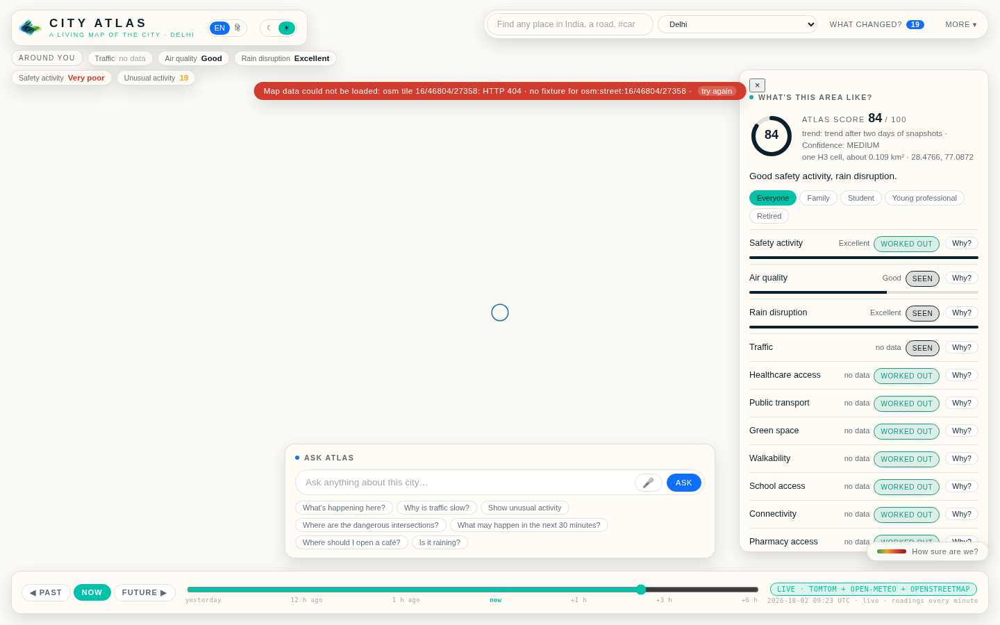 CITY ATLAS
A LIVING MAP OF THE CITY · DELHI
EN हि ☾ ☀
Find any place in India, a road, #car
Delhi
WHAT CHANGED? 19
MORE ▾
AROUND YOU
Traffic no data
Air quality Good
Rain disruption Excellent
Safety activity Very poor
Unusual activity 19
Map data could not be loaded: osm tile 16/46804/27358: HTTP 404 · no fixture for osm:street:16/46804/27358 · try again
×
WHAT'S THIS AREA LIKE?
84
ATLAS SCORE 84 / 100
trend: trend after two days of snapshots ·
Confidence: MEDIUM
one H3 cell, about 0.109 km² · 28.4766, 77.0872
Good safety activity, rain disruption.
Everyone Family Student Young professional
Retired
Safety activity Excellent WORKED OUT Why?
Air quality Good SEEN Why?
Rain disruption Excellent SEEN Why?
Traffic no data SEEN Why?
Healthcare access no data WORKED OUT Why?
Public transport no data WORKED OUT Why?
Green space no data WORKED OUT Why?
Walkability no data WORKED OUT Why?
School access no data WORKED OUT Why?
Connectivity no data WORKED OUT Why?
Pharmacy access no data WORKED OUT Why?
How sure are we?
ASK ATLAS
Ask anything about this city…
🎤 ASK
What's happening here? Why is traffic slow? Show unusual activity
Where are the dangerous intersections? What may happen in the next 30 minutes?
Where should I open a café? Is it raining?
◀ PAST NOW FUTURE ▶
yesterday 12 h ago 1 h ago now +1 h +3 h +6 h
LIVE · TOMTOM + OPEN-METEO + OPENSTREETMAP
2026-10-02 09:23 UTC · live · readings every minute